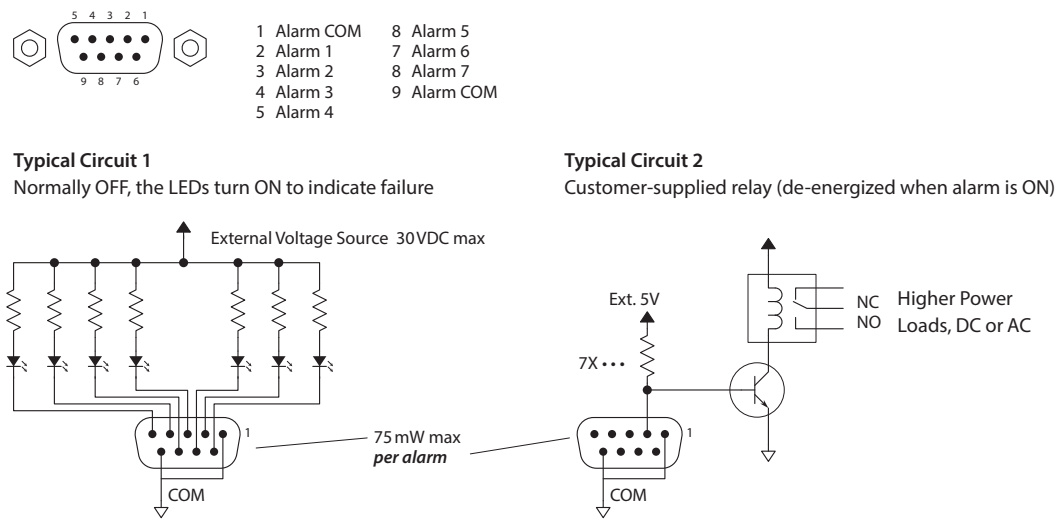 5 4 3 2 1
9 8 7 6
1 Alarm COM 8 Alarm 5
2 Alarm 1 7 Alarm 6
3 Alarm 2 8 Alarm 7
4 Alarm 3 9 Alarm COM
5 Alarm 4
Typical Circuit 1
Normally OFF, the LEDs turn ON to indicate failure
External Voltage Source 30VDC max
1
COM
75 mW max
per alarm
Typical Circuit 2
Customer-supplied relay (de-energized when alarm is ON)
Ext. 5V
7X •••
NC
NO
Higher Power
Loads, DC or AC
1
COM